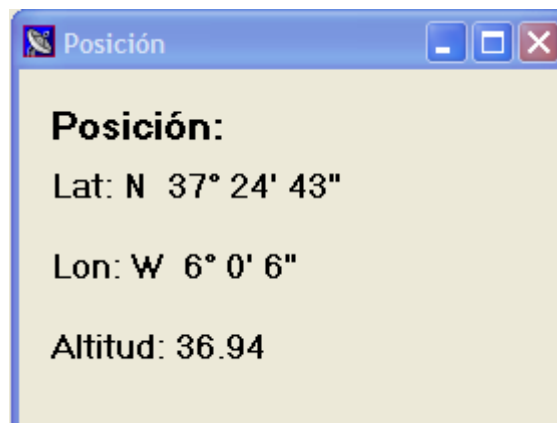 Posición
Posición:
Lat: N 37° 24' 43"
Lon: W 6° 0' 6"
Altitud: 36.94